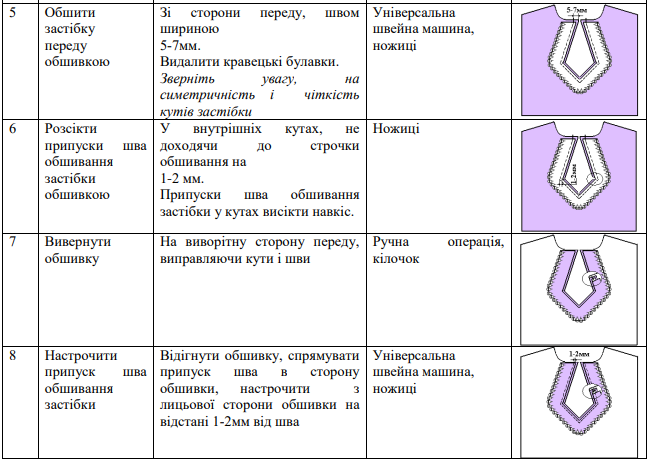 5
Обшити
застібку
переду
обшивкою
Зі сторони переду, швом
шириною
5-7мм.
Видалити кравецькі булавки.
Зверніть увагу, на
симетричність і чіткість
кутів застібки
Універсальна
швейна машина,
ножиці
5-7мм
6
Розсікти
припуски шва
обшивання
застібки
обшивкою
У внутрішніх кутах, не
доходячи до строчки
обшивання на
1-2 мм.
Припуски шва обшивання
застібки у кутах висікти навкіс.
Ножиці
1-2мм
7
Вивернути
обшивку
На виворітну сторону переду,
виправляючи кути і шви
Ручна операція,
кілочок
8
Настрочити
припуск шва
обшивання
застібки
Відігнути обшивку, спрямувати
припуск шва в сторону
обшивки, настрочити з
лицьової сторони обшивки на
відстані 1-2мм від шва
Універсальна
швейна машина,
ножиці
1-2мм